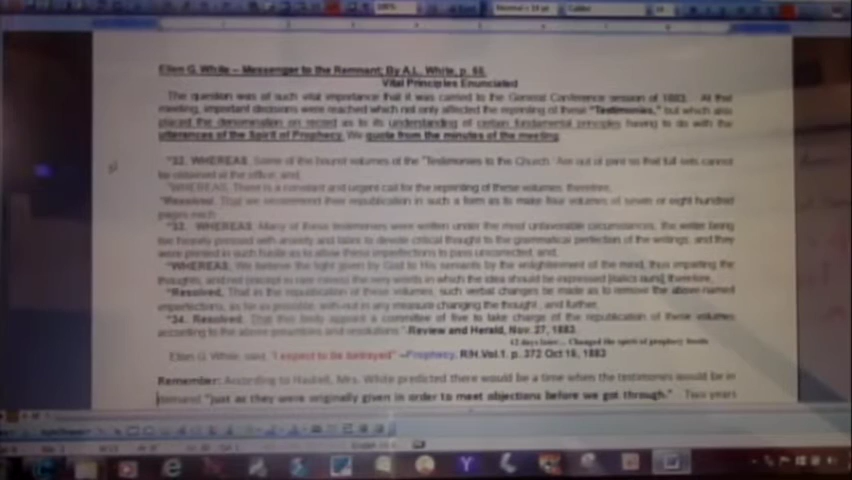 Ellen G. White – Messenger to the Remnant; By A.L. White, p. 65.
Vital Principles Enunciated
The question was of such vital importance that it was carried to the General Conference session of 1883. At that
meeting, important decisions were reached which not only affected the reprinting of these "Testimonies," but which also
placed the denomination on record as to its understanding of certain fundamental principles having to do with the
utterances of the Spirit of Prophecy. We quote from the minutes of the meeting:
"32. WHEREAS, Some of the bound volumes of the "Testimonies to the Church" Are out of print so that full sets cannot
be obtained at the office; and,
"WHEREAS, There is a constant and urgent call for the reprinting of these volumes; therefore,
"Resolved, That we recommend their republication in such a form as to make four volumes of seven or eight hundred
pages each.
"33. WHEREAS, Many of these testimonies were written under the most unfavorable circumstances, the writer being
too heavily pressed with anxiety and labor to devote critical thought to the grammatical perfection of the writings, and they
were printed in such haste as to allow these imperfections to pass uncorrected; and,
"WHEREAS, We believe the light given by God to His servants is by the enlightenment of the mind, thus imparting the
thoughts, and not (except in rare cases) the very words in which the idea should be expressed [italics ours]; therefore,
"Resolved, That in the republication of these volumes, such verbal changes be made as to remove the above-named
imperfections, as far as possible, without in any measure changing the thought; and further,
"34. Resolved, That this body appoint a committee of five to take charge of the republication of these volumes
according to the above preambles and resolutions." Review and Herald, Nov. 27, 1883.
42 days later... Changed the spirit of prophecy books
Ellen G. White said, "I expect to be betrayed" –Prophecy. R/H.Vol.1. p. 372 Oct 16, 1883
Remember: According to Haskell, Mrs. White predicted there would be a time when the testimonies would be in
demand "just as they were originally given in order to meet objections before we got through." Two years